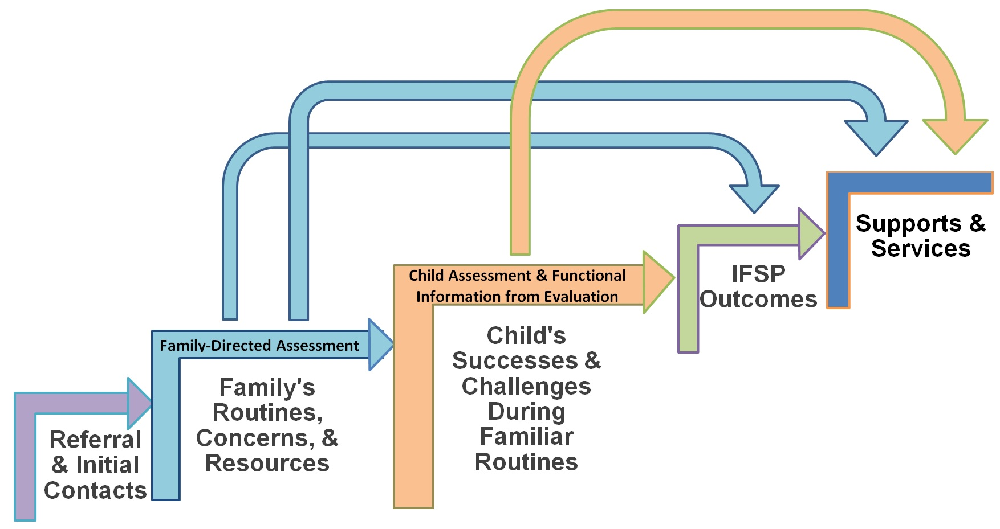 Referral
& Initial
Contacts
Family-Directed Assessment
Family's
Routines,
Concerns, &
Resources
Child Assessment & Functional
Information from Evaluation
Child's
Successes &
Challenges
During
Familiar
Routines
IFSP
Outcomes
Supports &
Services